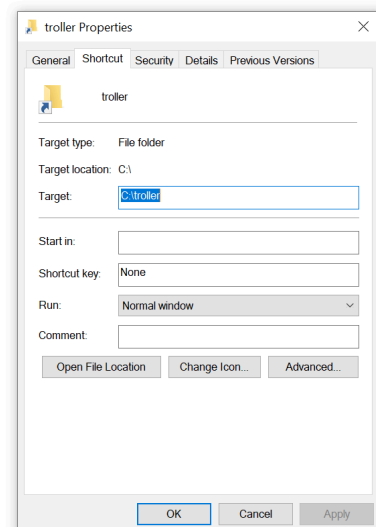 troller Properties
General Shortcut Security Details Previous Versions
troller
Target type: File folder
Target location: C:\
Target: C:\troller
Start in:
Shortcut key: None
Run: Normal window
Comment:
Open File Location Change Icon... Advanced...
OK Cancel Apply